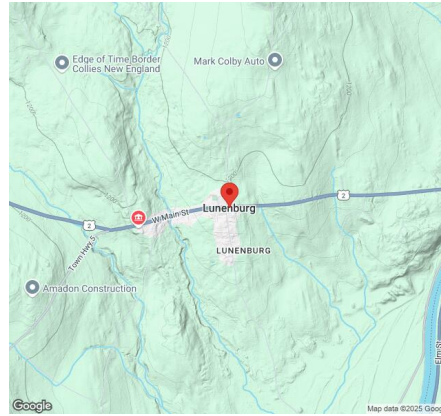 Edge of Time Border
Collies New England
Mark Colby Auto
2
W Main St
Lunenburg
2
Town Hwy 5
LUNENBURG
Amadon Construction
Elm St
Google
Map data ©2025 Google